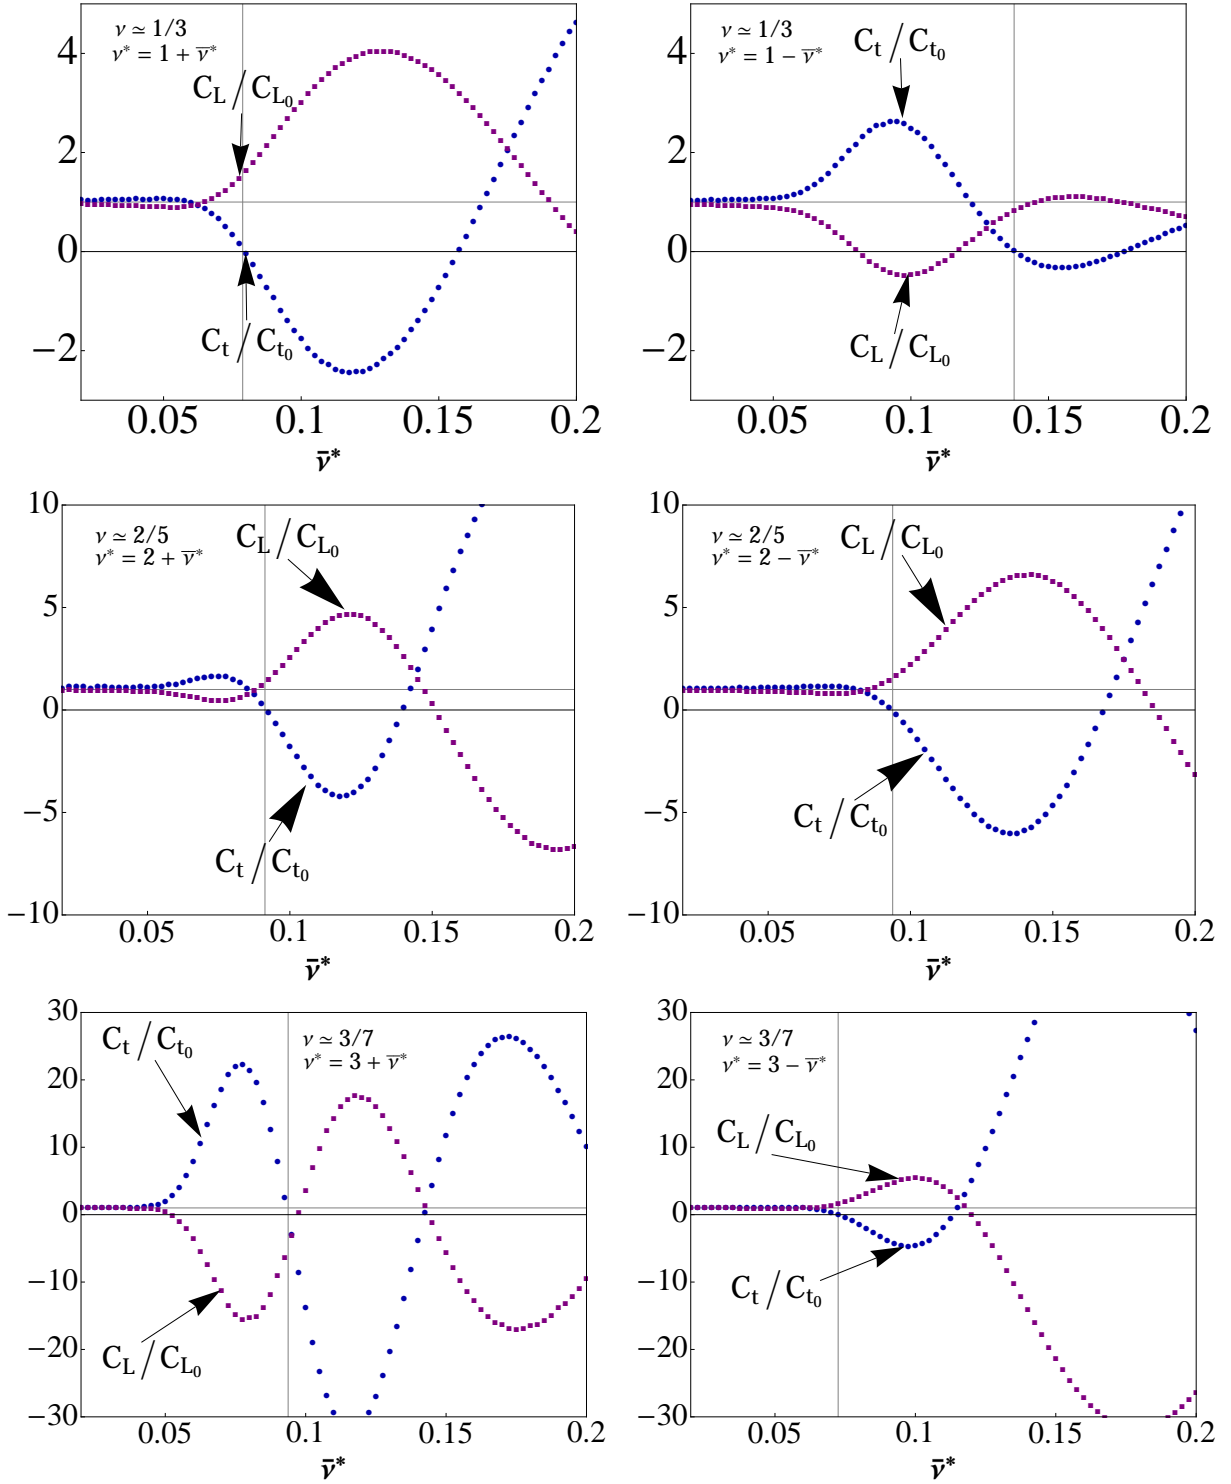 ν ≃ 1/3
ν* = 1 + ν̄*
C_L / C_L₀
C_t / C_t₀
4
2
0
−2
0.05 0.1 0.15 0.2
ν̄*
ν ≃ 1/3
ν* = 1 − ν̄*
C_t / C_t₀
C_L / C_L₀
4
2
0
−2
0.05 0.1 0.15 0.2
ν̄*
ν ≃ 2/5
ν* = 2 + ν̄*
C_L / C_L₀
C_t / C_t₀
10
5
0
−5
−10
0.05 0.1 0.15 0.2
ν̄*
ν ≃ 2/5
ν* = 2 − ν̄*
C_L / C_L₀
C_t / C_t₀
10
5
0
−5
−10
0.05 0.1 0.15 0.2
ν̄*
C_t / C_t₀
ν ≃ 3/7
ν* = 3 + ν̄*
C_L / C_L₀
30
20
10
0
−10
−20
−30
0.05 0.1 0.15 0.2
ν̄*
ν ≃ 3/7
ν* = 3 − ν̄*
C_L / C_L₀
C_t / C_t₀
30
20
10
0
−10
−20
−30
0.05 0.1 0.15 0.2
ν̄*